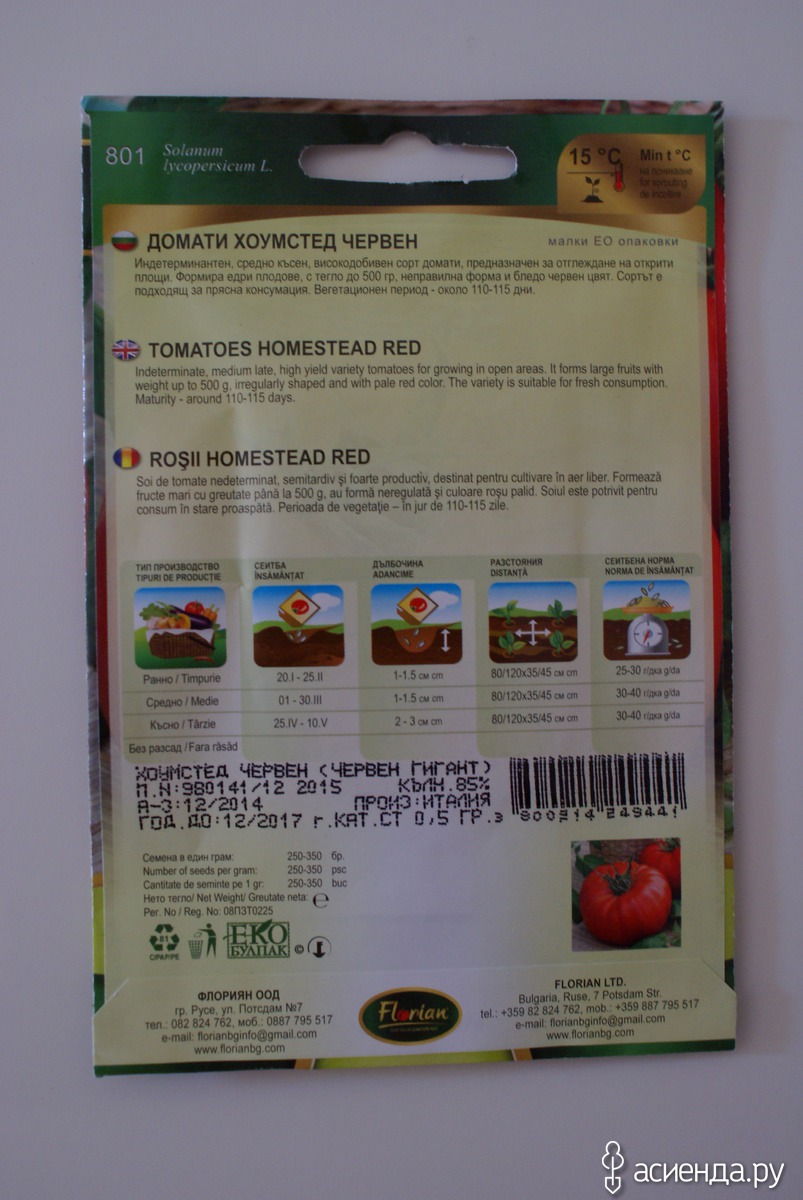 801
Solanum
lycopersicum L.
15 °C
Min t °C
на поникване
for sprouting
de încolțire
ДОМАТИ ХОУМСТЕД ЧЕРВЕН
малки ЕО опаковки
Индетерминантен, средно късен, високодобивен сорт домати, предназначен за отглеждане на открити
площи. Формира едри плодове, с тегло до 500 гр, неправилна форма и бледо червен цвят. Сортът е
подходящ за прясна консумация. Вегетационен период - около 110-115 дни.
TOMATOES HOMESTEAD RED
Indeterminate, medium late, high yield variety tomatoes for growing in open areas. It forms large fruits with
weight up to 500 g, irregularly shaped and with pale red color. The variety is suitable for fresh consumption.
Maturity - around 110-115 days.
ROŞII HOMESTEAD RED
Soi de tomate nedeterminat, semitardiv şi foarte productiv, destinat pentru cultivare în aer liber. Formează
fructe mari cu greutate până la 500 g, au formă neregulată şi culoare roşu palid. Soiul este potrivit pentru
consum în stare proaspătă. Perioada de vegetaţie – în jur de 110-115 zile.
ТИП ПРОИЗВОДСТВО
TIPURI DE PRODUCŢIE
СЕИТБА
ÎNSĂMÂNŢAT
ДЪЛБОЧИНА
ADANCIME
РАЗСТОЯНИЯ
DISTANŢĂ
СЕИТБЕНА НОРМА
NORMA DE ÎNSĂMÂNŢAT
Ранно / Timpurie 20.I - 25.II 1-1.5 см cm 80/120x35/45 см cm 25-30 г/дка g/da
Средно / Medie 01 - 30.III 1-1.5 см cm 80/120x35/45 см cm 30-40 г/дка g/da
Късно / Târzie 25.IV - 10.V 2 - 3 см cm 80/120x35/45 см cm 30-40 г/дка g/da
Без разсад / Fara răsăd
ХОУМСТЕД ЧЕРВЕН (ЧЕРВЕН ГИГАНТ)
П.N:980141/12 2015 КЪЛН.85%
А-3:12/2014 ПРОИЗ:ИТАЛИЯ
ГОД.ДО:12/2017 г.КАТ.СТ 0,5 ГР.
3 800214 249441
Семена в един грам: 250-350 бр.
Number of seeds per gram: 250-350 psc
Cantitate de seminte pe 1 gr: 250-350 buc
Нето тегло/ Net Weight/ Greutate neta: e
Рег. No / Reg. No: 08П3Т0225
81
C/PAP/PE
ЕКО
БУЛПАК
©
ФЛОРИЯН ООД
гр. Русе, ул. Потсдам №7
тел.: 082 824 762, моб.: 0887 795 517
e-mail: florianbginfo@gmail.com
www.florianbg.com
Florian
FLORIAN LTD.
Bulgaria, Ruse, 7 Potsdam Str.
tel.: +359 82 824 762, mob.: +359 887 795 517
e-mail: florianbginfo@gmail.com
www.florianbg.com
асиенда.ру